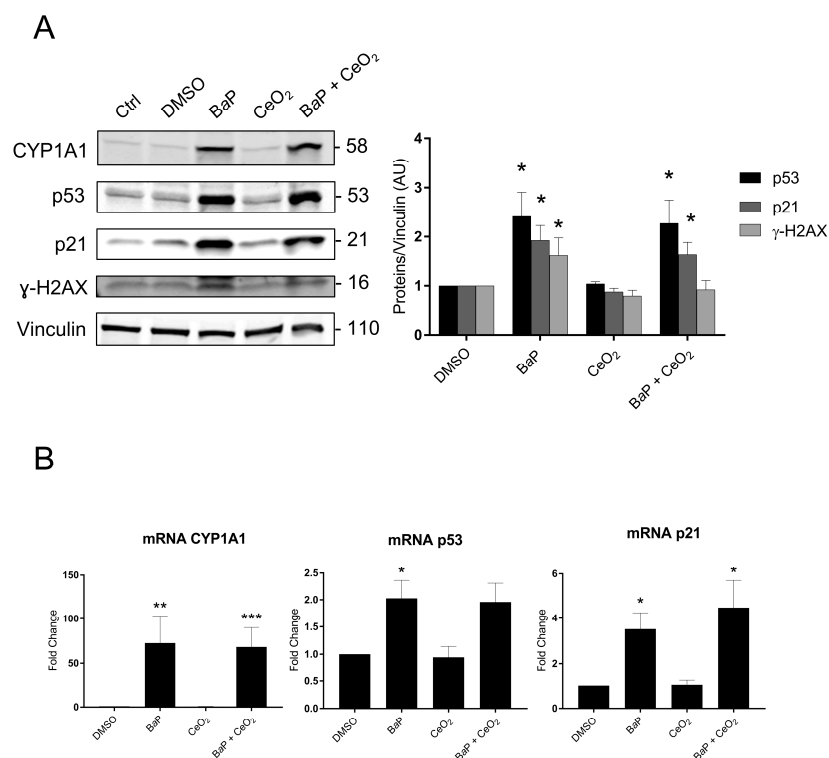 A
Ctrl DMSO BaP CeO₂ BaP + CeO₂
CYP1A1 - 58
p53 - 53
p21 - 21
ɣ-H2AX - 16
Vinculin - 110
Proteins/Vinculin (AU)
4
3
2
1
0
* * * * *
DMSO BaP CeO₂ BaP + CeO₂
p53
p21
γ-H2AX
B
mRNA CYP1A1
Fold Change
150
100
50
0
** ***
DMSO BaP CeO₂ BaP + CeO₂
mRNA p53
Fold Change
2.5
2.0
1.5
1.0
0.5
0.0
*
DMSO BaP CeO₂ BaP + CeO₂
mRNA p21
Fold Change
6
4
2
0
* *
DMSO BaP CeO₂ BaP + CeO₂